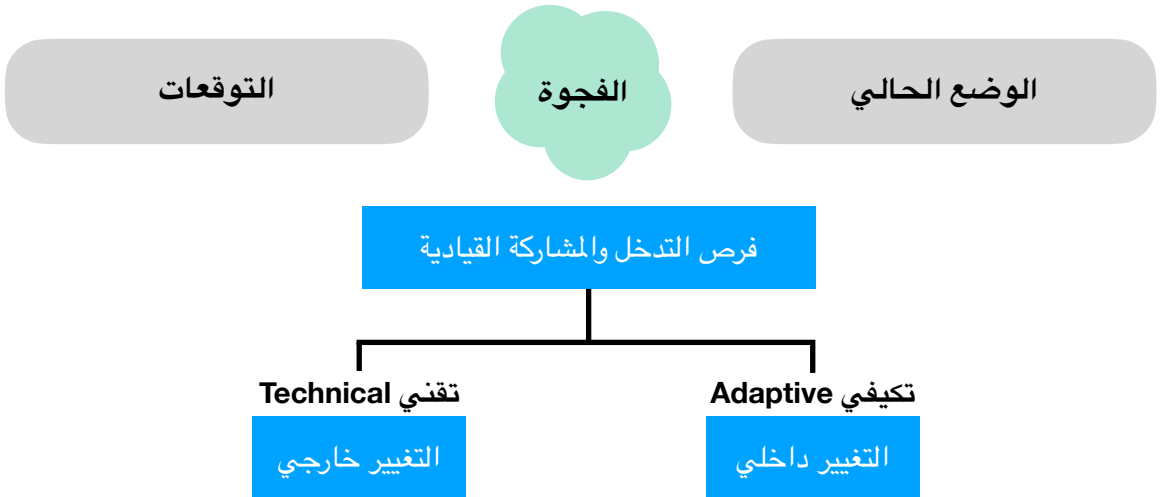 الوضع الحالي
الفجوة
التوقعات
فرص التدخل والمشاركة القيادية
تكيفي Adaptive
تقني Technical
التغيير داخلي
التغيير خارجي